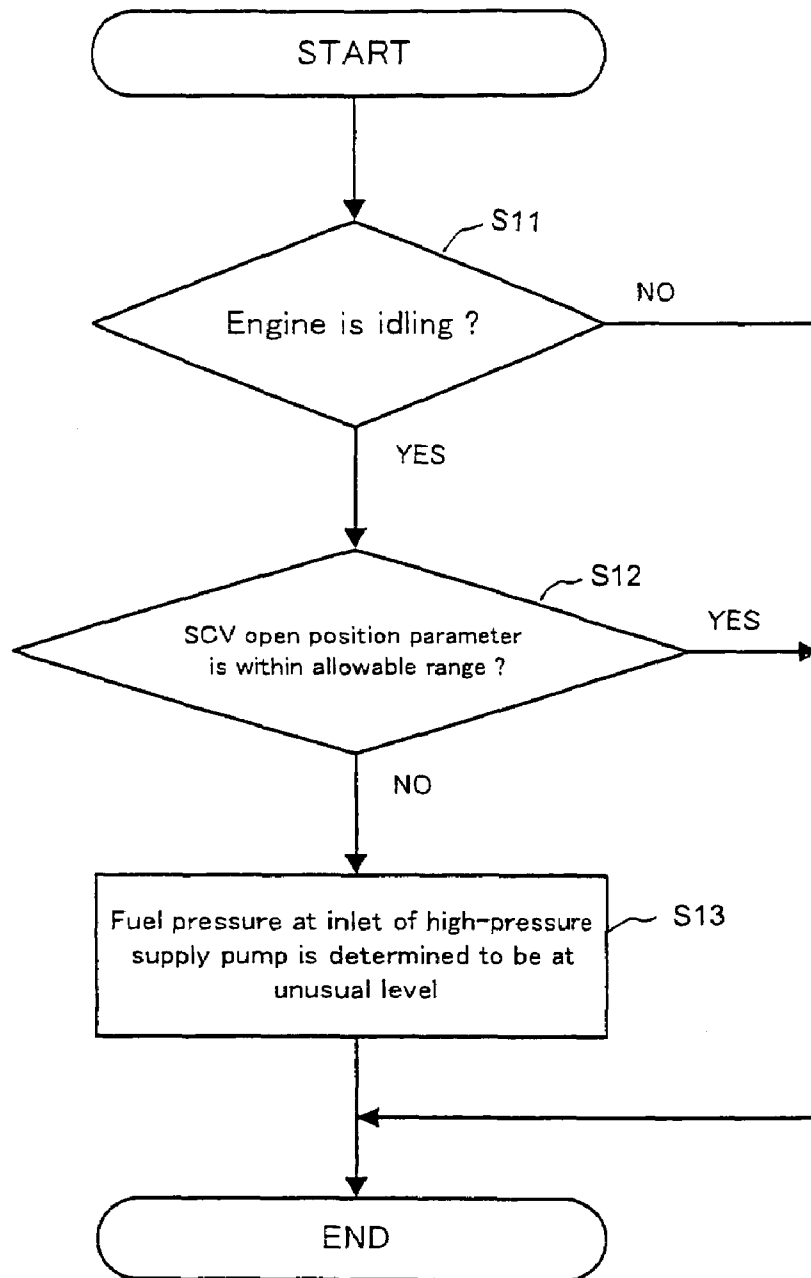 START
S11
Engine is idling ?
NO
YES
S12
SCV open position parameter
is within allowable range ?
YES
NO
Fuel pressure at inlet of high-pressure
supply pump is determined to be at
unusual level
S13
END